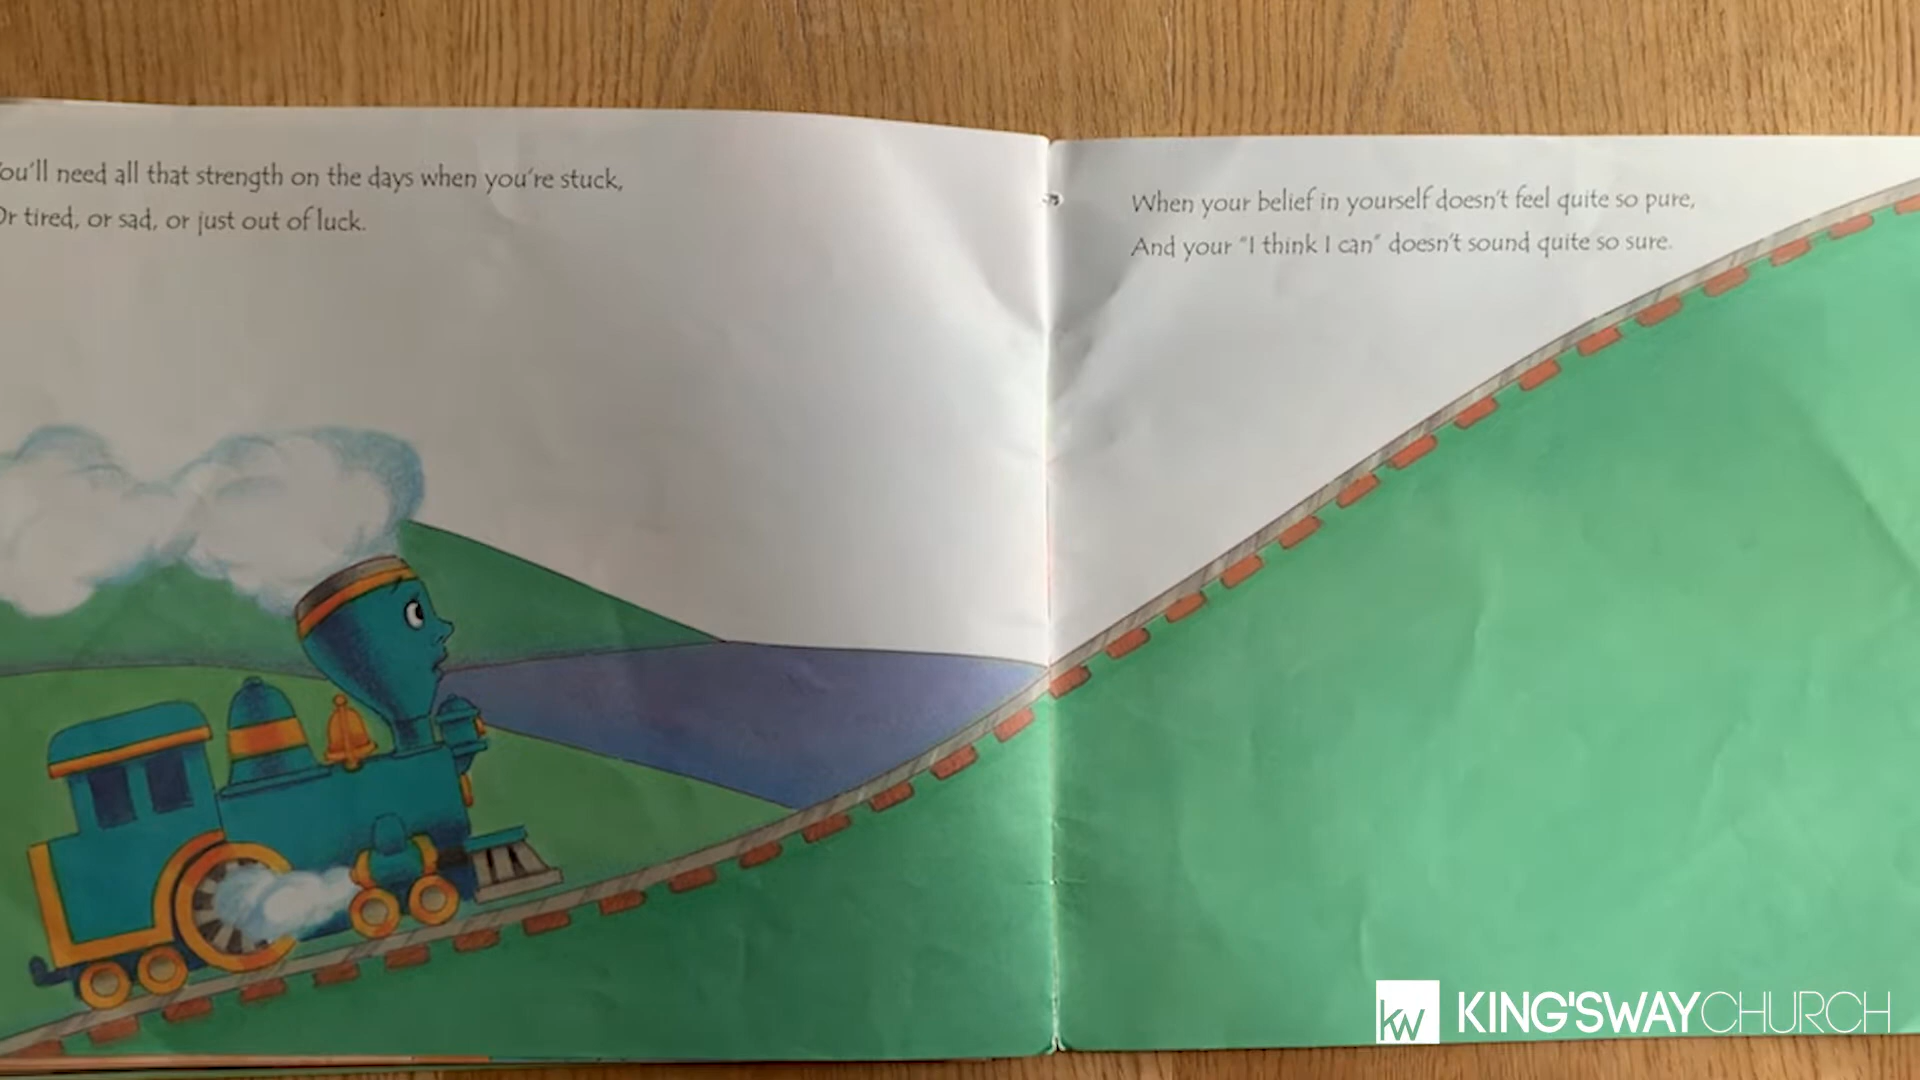 ou'll need all that strength on the days when you're stuck,
Or tired, or sad, or just out of luck.
When your belief in yourself doesn't feel quite so pure,
And your "I think I can" doesn't sound quite so sure.
kw KING'SWAYCHURCH